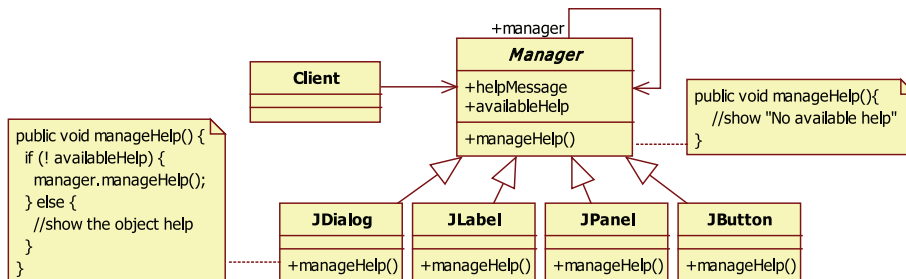 +manager
Manager
+helpMessage
+availableHelp
+manageHelp()
Client
public void manageHelp(){
//show "No available help"
}
public void manageHelp() {
if (! availableHelp) {
manager.manageHelp();
} else {
//show the object help
}
}
JDialog
+manageHelp()
JLabel
+manageHelp()
JPanel
+manageHelp()
JButton
+manageHelp()